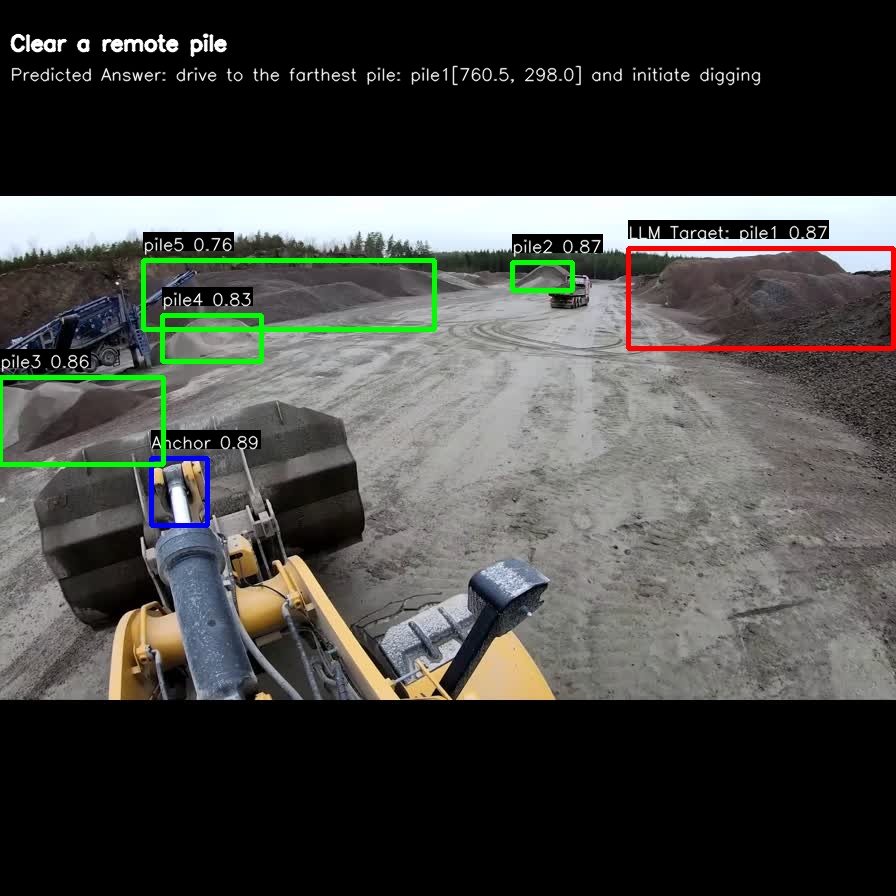 Clear a remote pile
Predicted Answer: drive to the farthest pile: pile1[760.5, 298.0] and initiate digging
LLM Target: pile1 0.87
pile5 0.76
pile2 0.87
pile4 0.83
pile3 0.86
Anchor 0.89